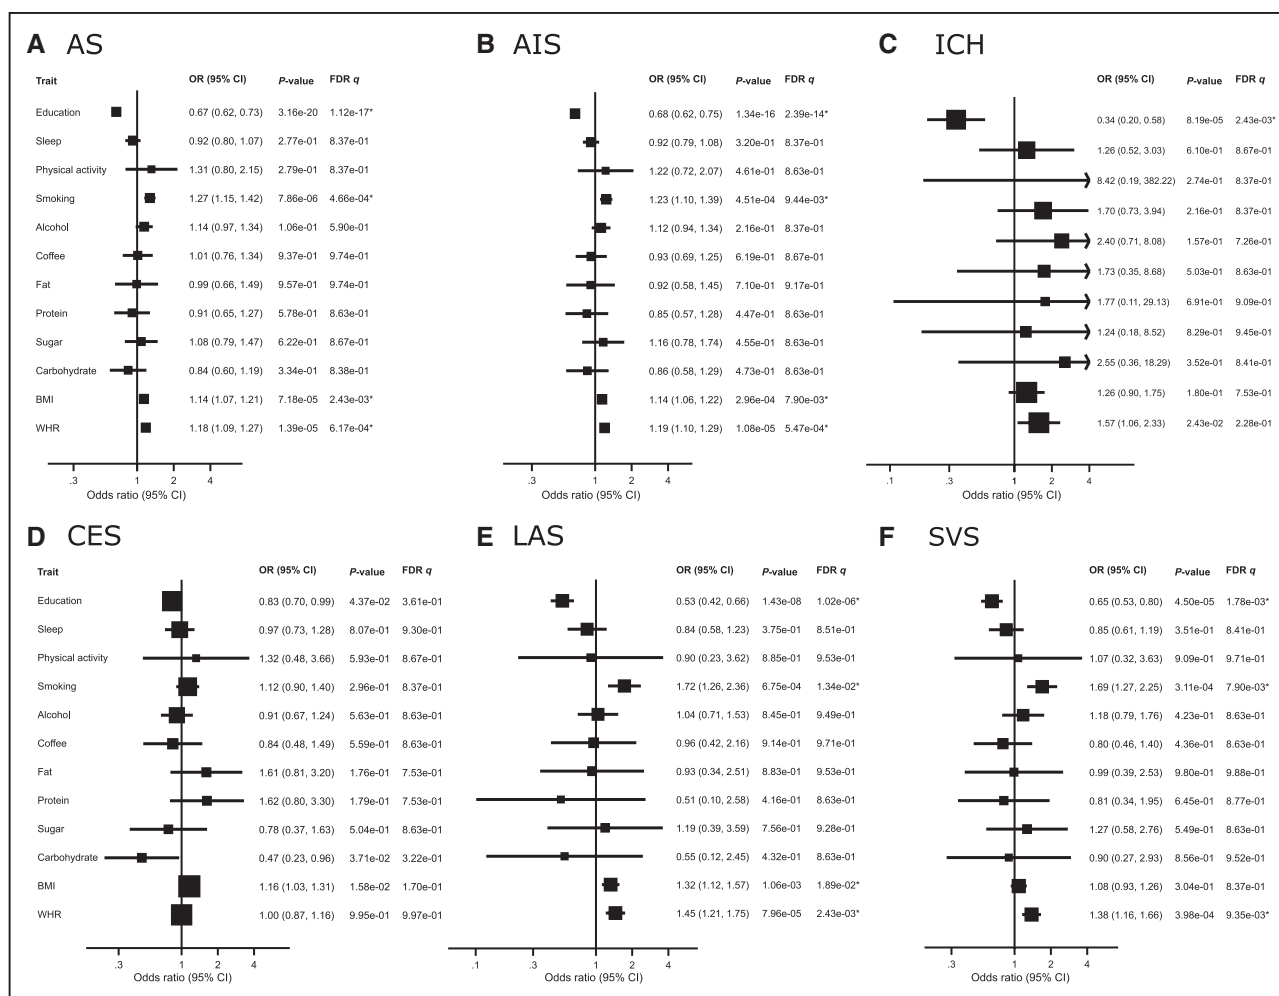 A AS
Trait OR (95% CI) P-value FDR q
Education 0.67 (0.62, 0.73) 3.16e-20 1.12e-17*
Sleep 0.92 (0.80, 1.07) 2.77e-01 8.37e-01
Physical activity 1.31 (0.80, 2.15) 2.79e-01 8.37e-01
Smoking 1.27 (1.15, 1.42) 7.86e-06 4.66e-04*
Alcohol 1.14 (0.97, 1.34) 1.06e-01 5.90e-01
Coffee 1.01 (0.76, 1.34) 9.37e-01 9.74e-01
Fat 0.99 (0.66, 1.49) 9.57e-01 9.74e-01
Protein 0.91 (0.65, 1.27) 5.78e-01 8.63e-01
Sugar 1.08 (0.79, 1.47) 6.22e-01 8.67e-01
Carbohydrate 0.84 (0.60, 1.19) 3.34e-01 8.38e-01
BMI 1.14 (1.07, 1.21) 7.18e-05 2.43e-03*
WHR 1.18 (1.09, 1.27) 1.39e-05 6.17e-04*
.3 1 2 4
Odds ratio (95% CI)
B AIS
OR (95% CI) P-value FDR q
0.68 (0.62, 0.75) 1.34e-16 2.39e-14*
0.92 (0.79, 1.08) 3.20e-01 8.37e-01
1.22 (0.72, 2.07) 4.61e-01 8.63e-01
1.23 (1.10, 1.39) 4.51e-04 9.44e-03*
1.12 (0.94, 1.34) 2.16e-01 8.37e-01
0.93 (0.69, 1.25) 6.19e-01 8.67e-01
0.92 (0.58, 1.45) 7.10e-01 9.17e-01
0.85 (0.57, 1.28) 4.47e-01 8.63e-01
1.16 (0.78, 1.74) 4.55e-01 8.63e-01
0.86 (0.58, 1.29) 4.73e-01 8.63e-01
1.14 (1.06, 1.22) 2.96e-04 7.90e-03*
1.19 (1.10, 1.29) 1.08e-05 5.47e-04*
.3 1 2 4
Odds ratio (95% CI)
C ICH
OR (95% CI) P-value FDR q
0.34 (0.20, 0.58) 8.19e-05 2.43e-03*
1.26 (0.52, 3.03) 6.10e-01 8.67e-01
8.42 (0.19, 382.22) 2.74e-01 8.37e-01
1.70 (0.73, 3.94) 2.16e-01 8.37e-01
2.40 (0.71, 8.08) 1.57e-01 7.26e-01
1.73 (0.35, 8.68) 5.03e-01 8.63e-01
1.77 (0.11, 29.13) 6.91e-01 9.09e-01
1.24 (0.18, 8.52) 8.29e-01 9.45e-01
2.55 (0.36, 18.29) 3.52e-01 8.41e-01
1.26 (0.90, 1.75) 1.80e-01 7.53e-01
1.57 (1.06, 2.33) 2.43e-02 2.28e-01
.1 .3 1 2 4
Odds ratio (95% CI)
D CES
Trait OR (95% CI) P-value FDR q
Education 0.83 (0.70, 0.99) 4.37e-02 3.61e-01
Sleep 0.97 (0.73, 1.28) 8.07e-01 9.30e-01
Physical activity 1.32 (0.48, 3.66) 5.93e-01 8.67e-01
Smoking 1.12 (0.90, 1.40) 2.96e-01 8.37e-01
Alcohol 0.91 (0.67, 1.24) 5.63e-01 8.63e-01
Coffee 0.84 (0.48, 1.49) 5.59e-01 8.63e-01
Fat 1.61 (0.81, 3.20) 1.76e-01 7.53e-01
Protein 1.62 (0.80, 3.30) 1.79e-01 7.53e-01
Sugar 0.78 (0.37, 1.63) 5.04e-01 8.63e-01
Carbohydrate 0.47 (0.23, 0.96) 3.71e-02 3.22e-01
BMI 1.16 (1.03, 1.31) 1.58e-02 1.70e-01
WHR 1.00 (0.87, 1.16) 9.95e-01 9.97e-01
.3 1 2 4
Odds ratio (95% CI)
E LAS
OR (95% CI) P-value FDR q
0.53 (0.42, 0.66) 1.43e-08 1.02e-06*
0.84 (0.58, 1.23) 3.75e-01 8.51e-01
0.90 (0.23, 3.62) 8.85e-01 9.53e-01
1.72 (1.26, 2.36) 6.75e-04 1.34e-02*
1.04 (0.71, 1.53) 8.45e-01 9.49e-01
0.96 (0.42, 2.16) 9.14e-01 9.71e-01
0.93 (0.34, 2.51) 8.83e-01 9.53e-01
0.51 (0.10, 2.58) 4.16e-01 8.63e-01
1.19 (0.39, 3.59) 7.56e-01 9.28e-01
0.55 (0.12, 2.45) 4.32e-01 8.63e-01
1.32 (1.12, 1.57) 1.06e-03 1.89e-02*
1.45 (1.21, 1.75) 7.96e-05 2.43e-03*
.1 .3 1 2 4
Odds ratio (95% CI)
F SVS
OR (95% CI) P-value FDR q
0.65 (0.53, 0.80) 4.50e-05 1.78e-03*
0.85 (0.61, 1.19) 3.51e-01 8.41e-01
1.07 (0.32, 3.63) 9.09e-01 9.71e-01
1.69 (1.27, 2.25) 3.11e-04 7.90e-03*
1.18 (0.79, 1.76) 4.23e-01 8.63e-01
0.80 (0.46, 1.40) 4.36e-01 8.63e-01
0.99 (0.39, 2.53) 9.80e-01 9.88e-01
0.81 (0.34, 1.95) 6.45e-01 8.77e-01
1.27 (0.58, 2.76) 5.49e-01 8.63e-01
0.90 (0.27, 2.93) 8.56e-01 9.52e-01
1.08 (0.93, 1.26) 3.04e-01 8.37e-01
1.38 (1.16, 1.66) 3.98e-04 9.35e-03*
.3 1 2 4
Odds ratio (95% CI)